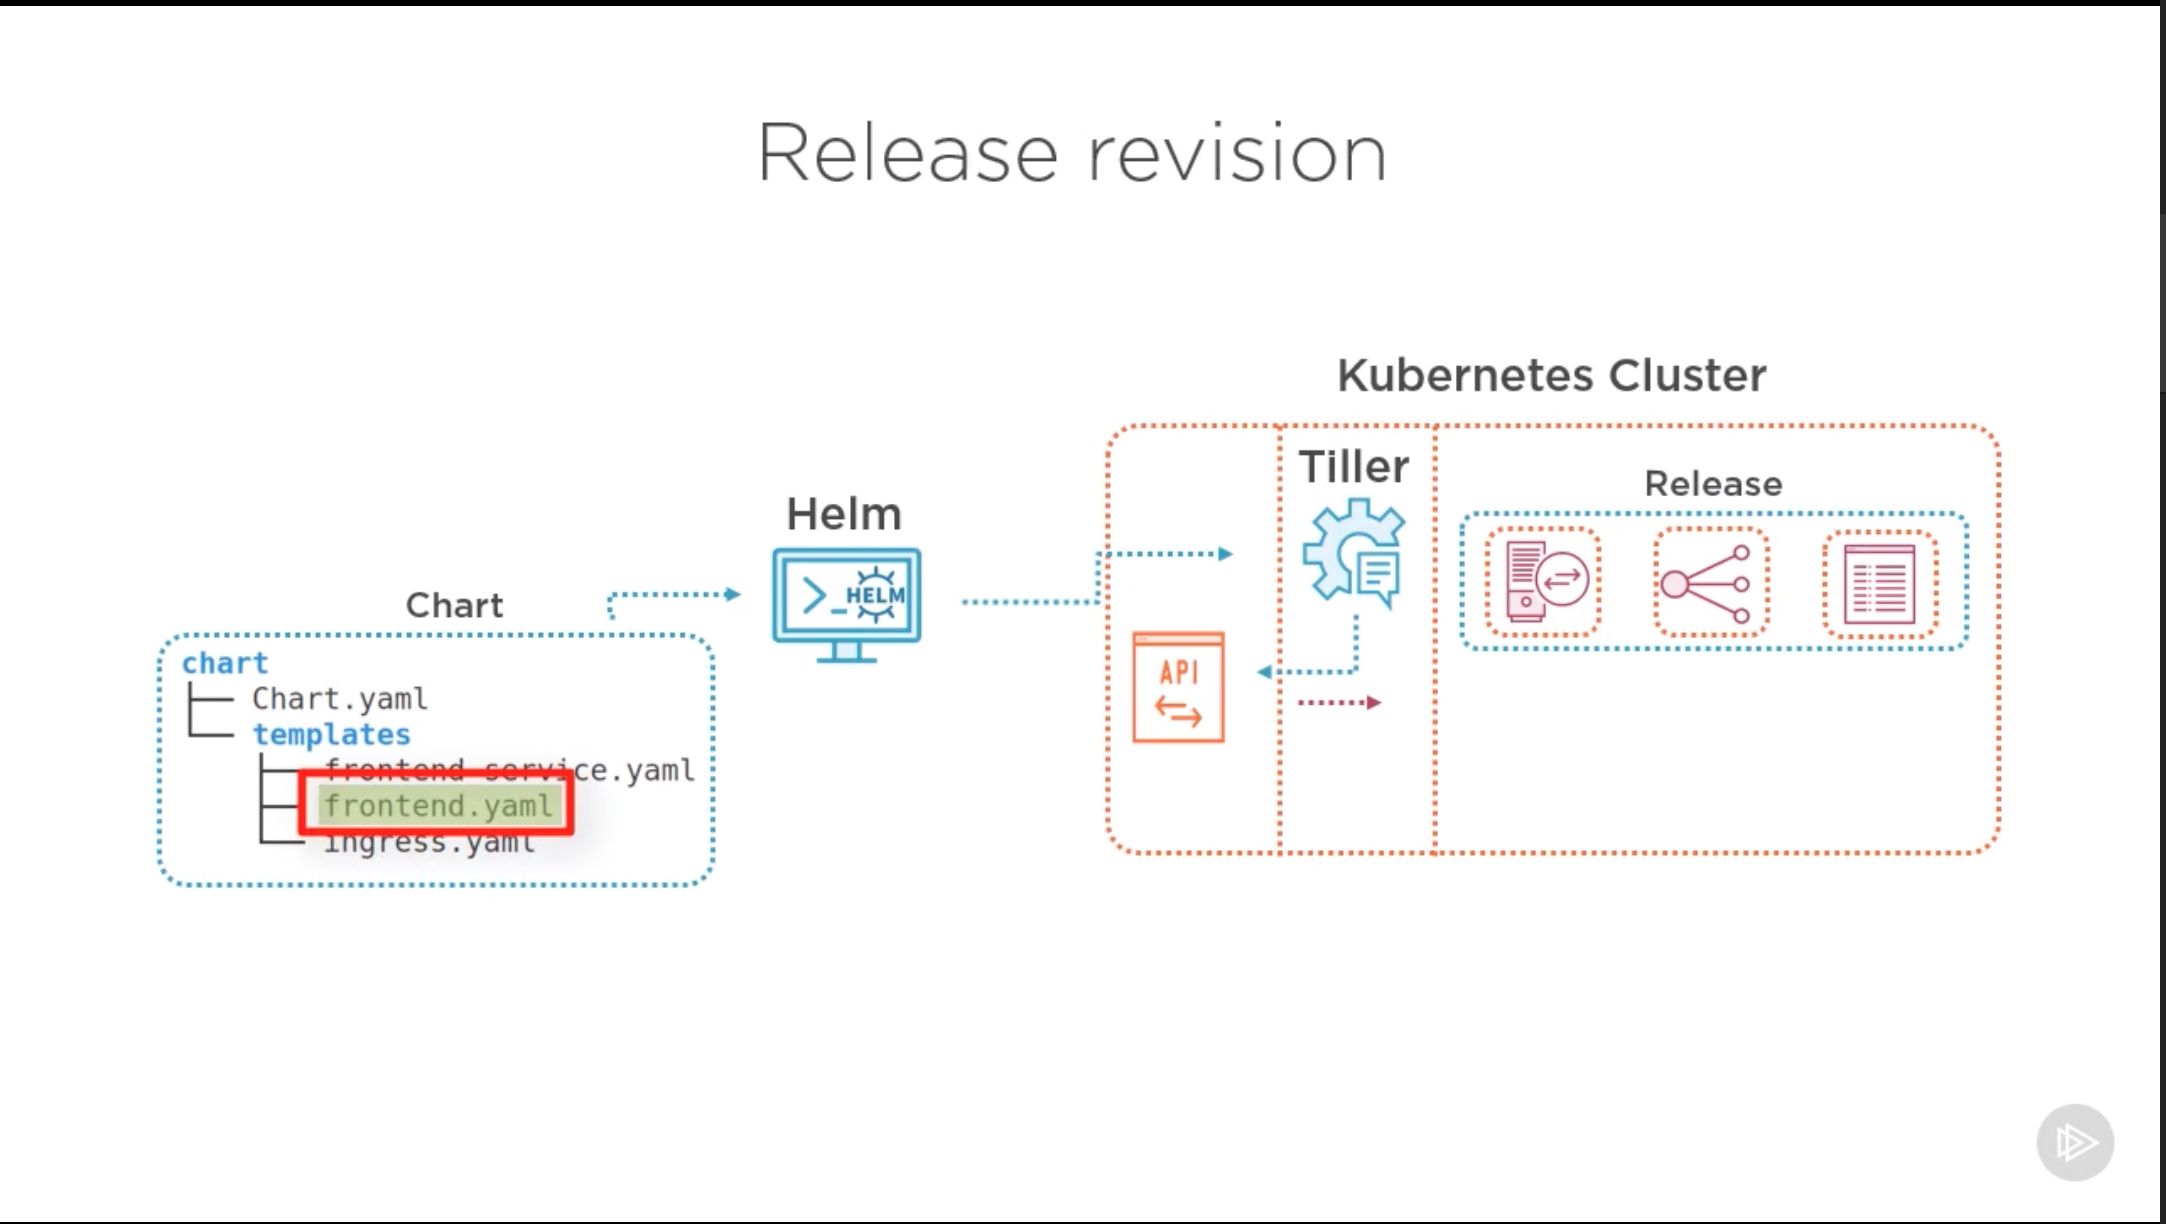 Release revision
Kubernetes Cluster
Tiller
Release
Helm
>_ HELM
API
Chart
chart
Chart.yaml
templates
frontend-service.yaml
frontend.yaml
ingress.yaml